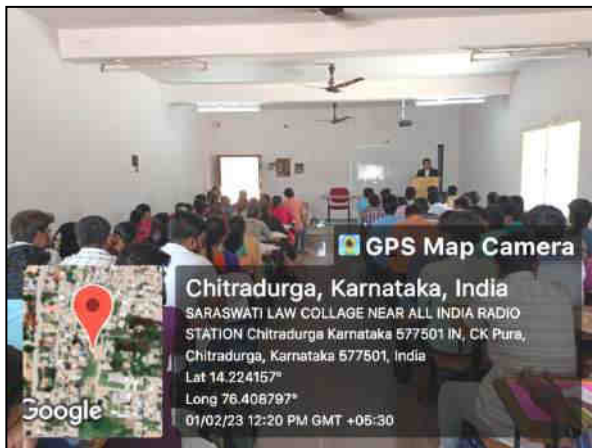 GPS Map Camera
Chitradurga, Karnataka, India
SARASWATI LAW COLLAGE NEAR ALL INDIA RADIO
STATION Chitradurga Karnataka 577501 IN, CK Pura,
Chitradurga, Karnataka 577501, India
Lat 14.224157°
Long 76.408797°
01/02/23 12:20 PM GMT +05:30
Google